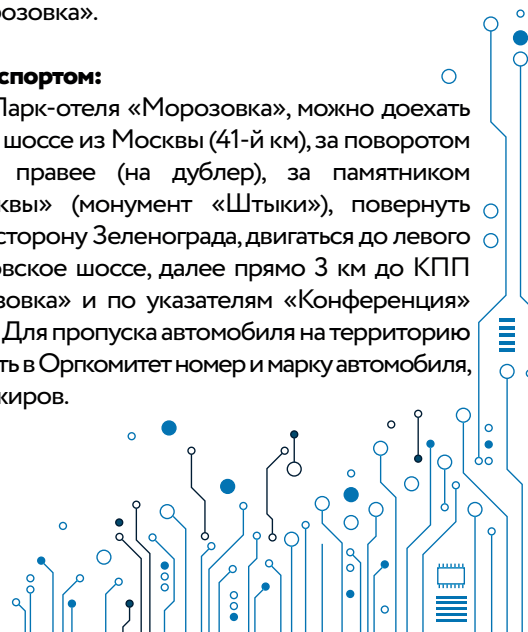 розовка».
спортом:
Парк-отеля «Морозовка», можно доехать
шоссе из Москвы (41-й км), за поворотом
правее (на дублер), за памятником
квы» (монумент «Штыки»), повернуть
сторону Зеленограда, двигаться до левого
овское шоссе, далее прямо 3 км до КПП
зовка» и по указателям «Конференция»
Для пропуска автомобиля на территорию
ть в Оргкомитет номер и марку автомобиля,
жиров.